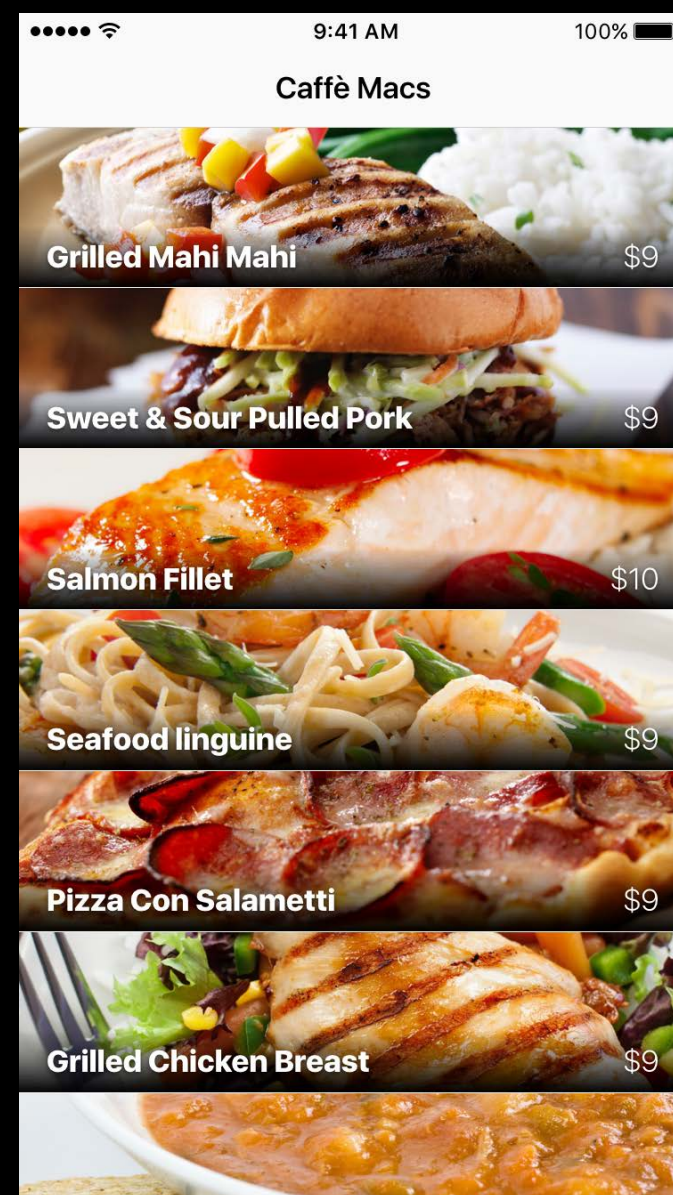 9:41 AM
100%
Caffè Macs
Grilled Mahi Mahi
$9
Sweet & Sour Pulled Pork
$9
Salmon Fillet
$10
Seafood linguine
$9
Pizza Con Salametti
$9
Grilled Chicken Breast
$9